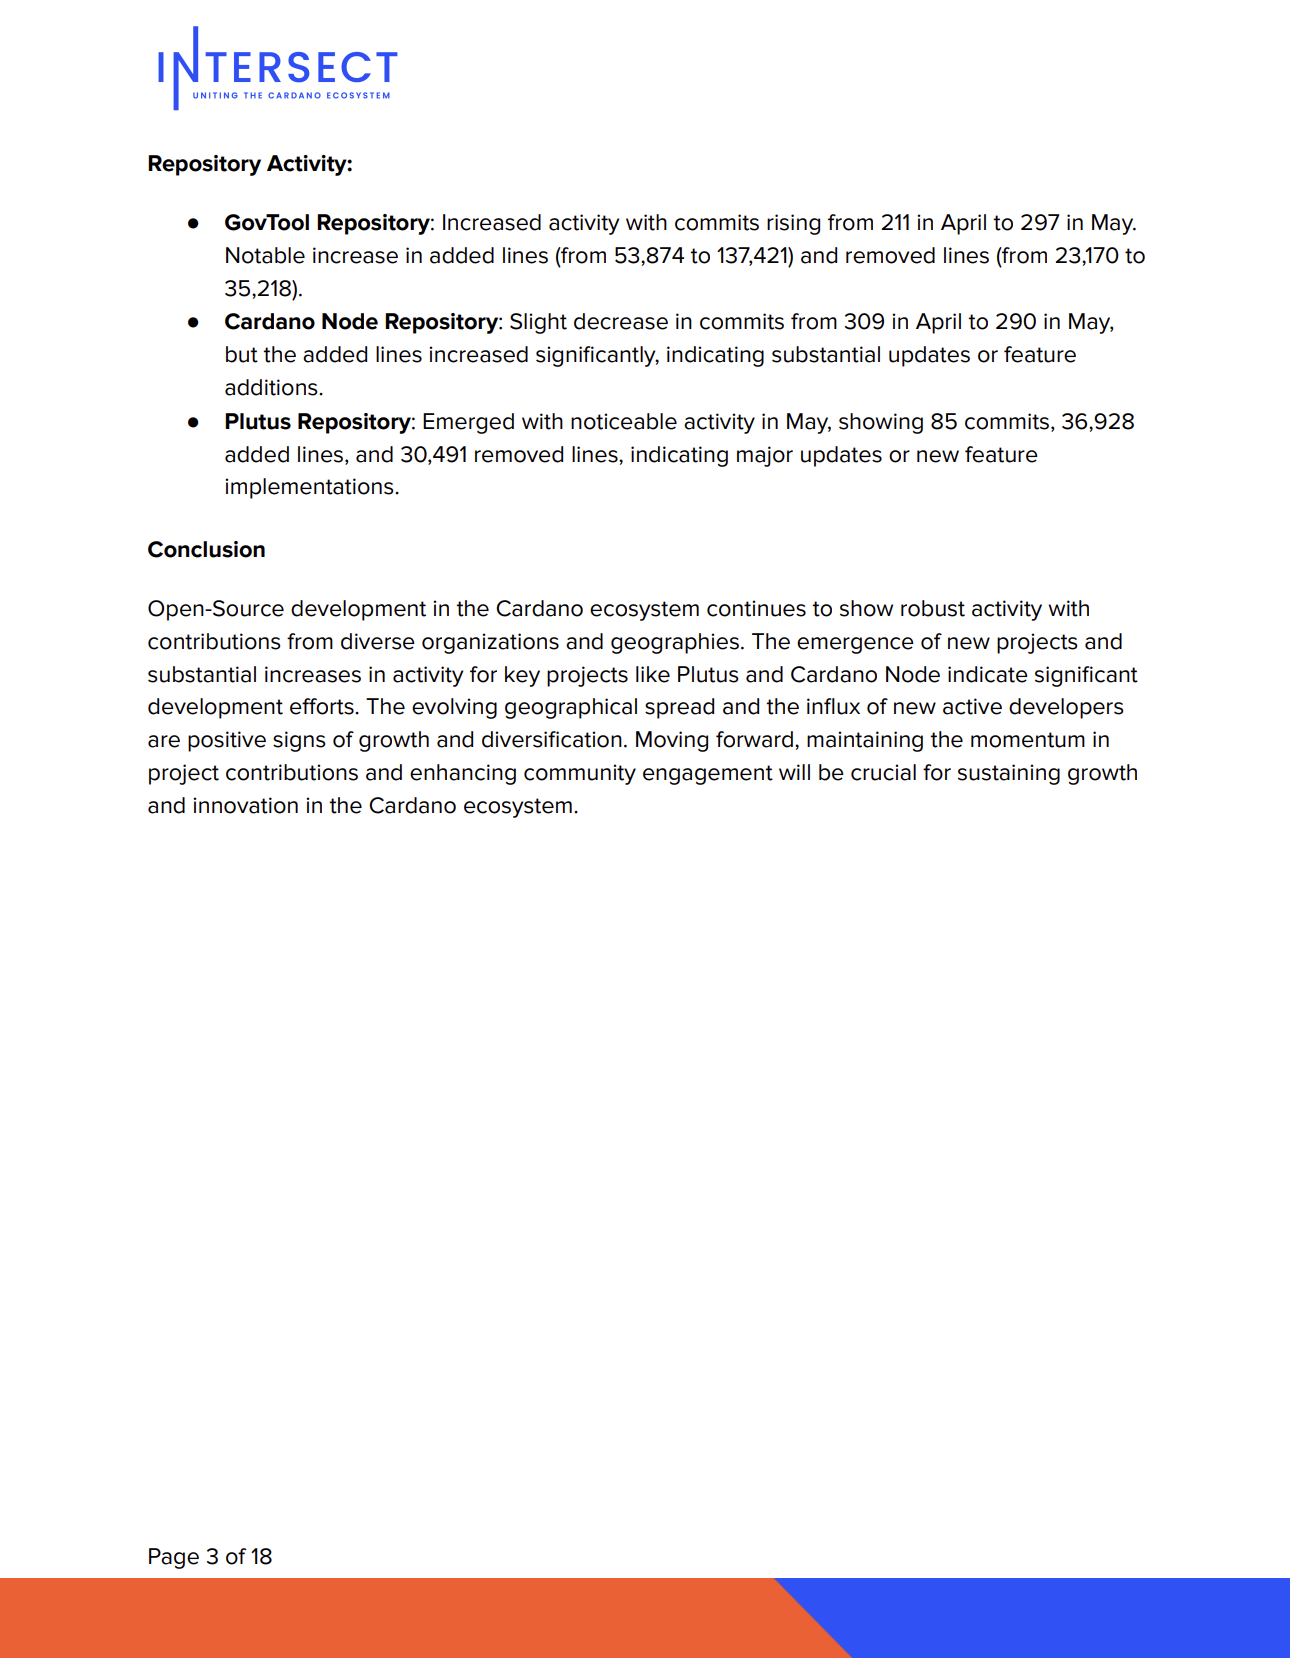 INTERSECT
UNITING THE CARDANO ECOSYSTEM
Repository Activity:
● GovTool Repository: Increased activity with commits rising from 211 in April to 297 in May.
Notable increase in added lines (from 53,874 to 137,421) and removed lines (from 23,170 to
35,218).
● Cardano Node Repository: Slight decrease in commits from 309 in April to 290 in May,
but the added lines increased significantly, indicating substantial updates or feature
additions.
● Plutus Repository: Emerged with noticeable activity in May, showing 85 commits, 36,928
added lines, and 30,491 removed lines, indicating major updates or new feature
implementations.
Conclusion
Open-Source development in the Cardano ecosystem continues to show robust activity with
contributions from diverse organizations and geographies. The emergence of new projects and
substantial increases in activity for key projects like Plutus and Cardano Node indicate significant
development efforts. The evolving geographical spread and the influx of new active developers
are positive signs of growth and diversification. Moving forward, maintaining the momentum in
project contributions and enhancing community engagement will be crucial for sustaining growth
and innovation in the Cardano ecosystem.
Page 3 of 18